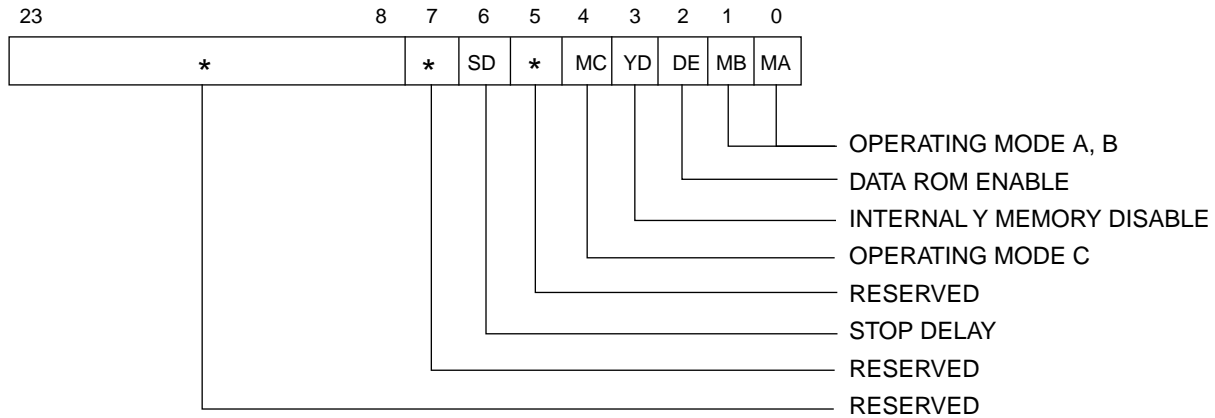 23 8 7 6 5 4 3 2 1 0
* * SD * MC YD DE MB MA
OPERATING MODE A, B
DATA ROM ENABLE
INTERNAL Y MEMORY DISABLE
OPERATING MODE C
RESERVED
STOP DELAY
RESERVED
RESERVED